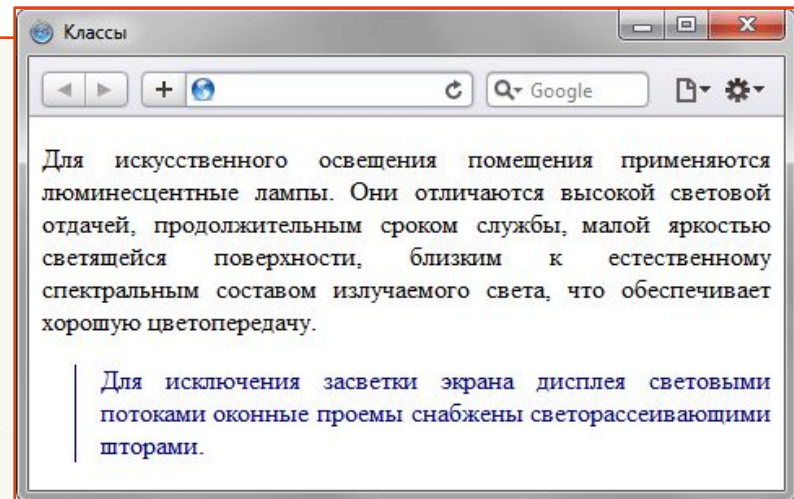 Классы
Google
Для искусственного освещения помещения применяются
люминесцентные лампы. Они отличаются высокой световой
отдачей, продолжительным сроком службы, малой яркостью
светящейся поверхности, близким к естественному
спектральным составом излучаемого света, что обеспечивает
хорошую цветопередачу.
Для исключения засветки экрана дисплея световыми
потоками оконные проемы снабжены светорассеивающими
шторами.